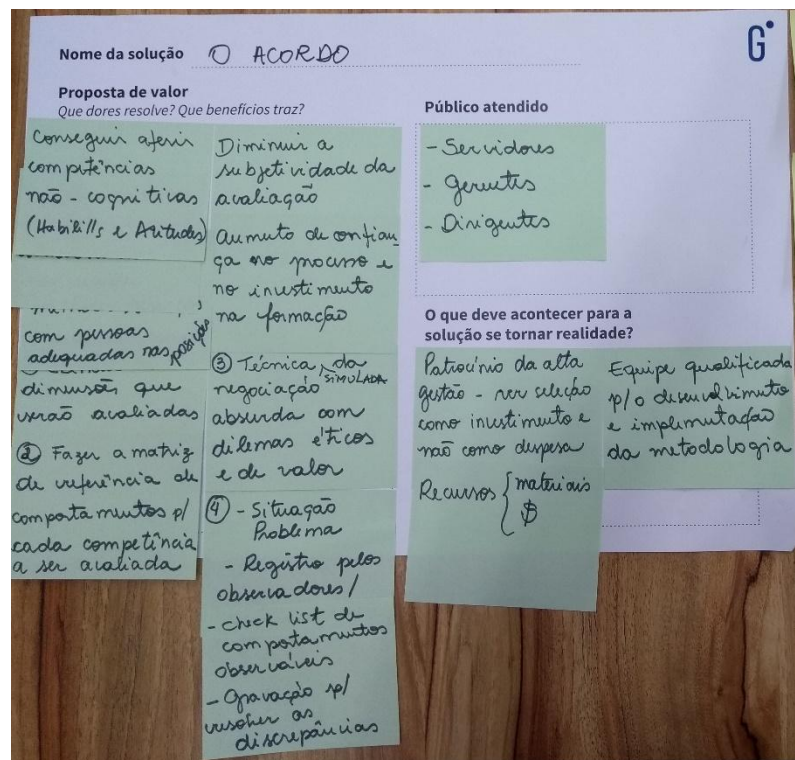 Nome da solução O ACORDO
G
Proposta de valor
Que dores resolve? Que benefícios traz?
Conseguir aferir
competências
não-cognitivas
(Habilid/s e Atitudes)
com pessoas
adequadas nas posições
dimensões que
serão avaliadas
② Fazer a matriz
de referência de
comportamentos p/
cada competência
a ser avaliada
Diminuir a
subjetividade da
avaliação
aumento de confian
ça no processo e
no investimento
na formação
③ Técnica, da
negociação SIMULADA
absurda com
dilemas éticos
e de valor
④ - Situação
Problema
- Registro pelos
observadores/
- check list de
comportamentos
observáveis
- Gravação p/
resolver as
discrepâncias
Público atendido
- Servidores
- Gerentes
- Dirigentes
O que deve acontecer para a
solução se tornar realidade?
Patrocínio da alta
gestão - ver seleção
como investimento e
não como despesa
Recursos { materiais
$
Equipe qualificada
p/ o desenvolvimento
e implementação
da metodologia